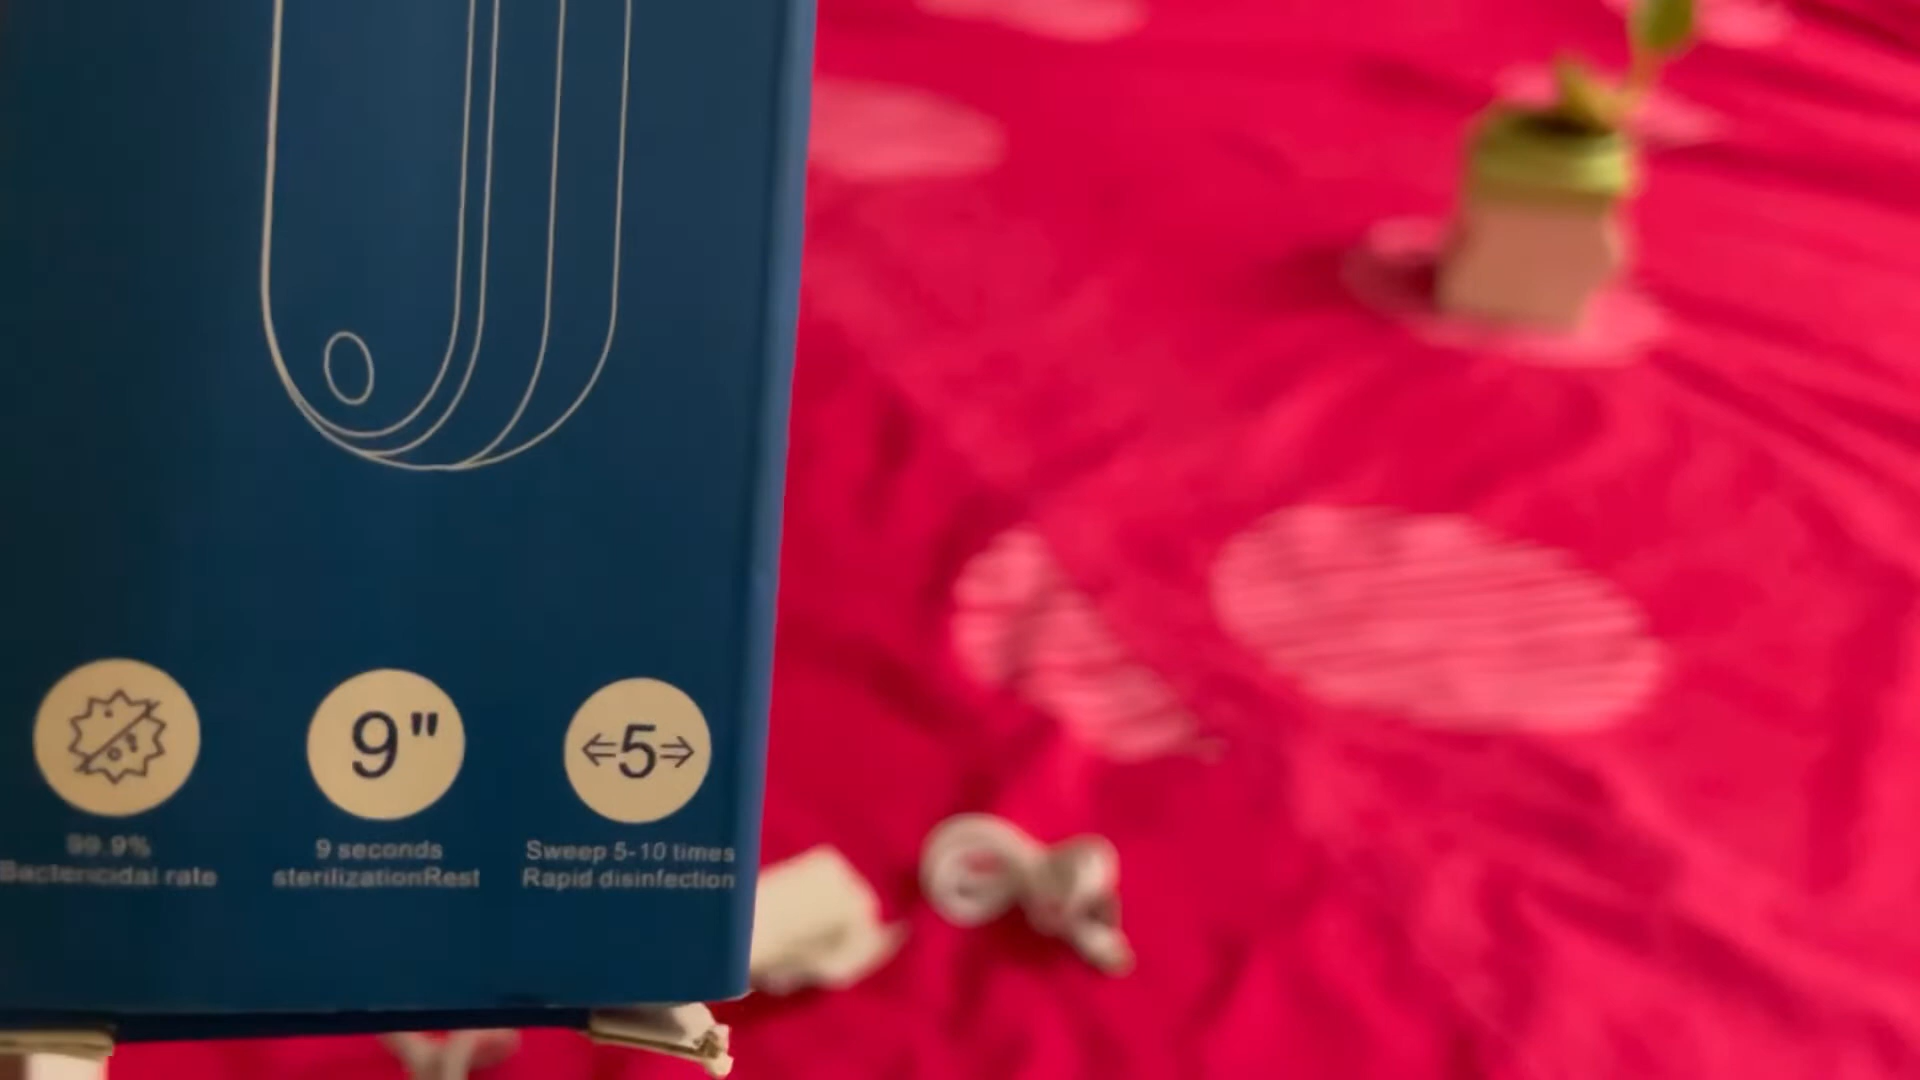 9"
⇐5⇒
99.9%
Bactericidal rate
9 seconds
sterilizationRest
Sweep 5-10 times
Rapid disinfection